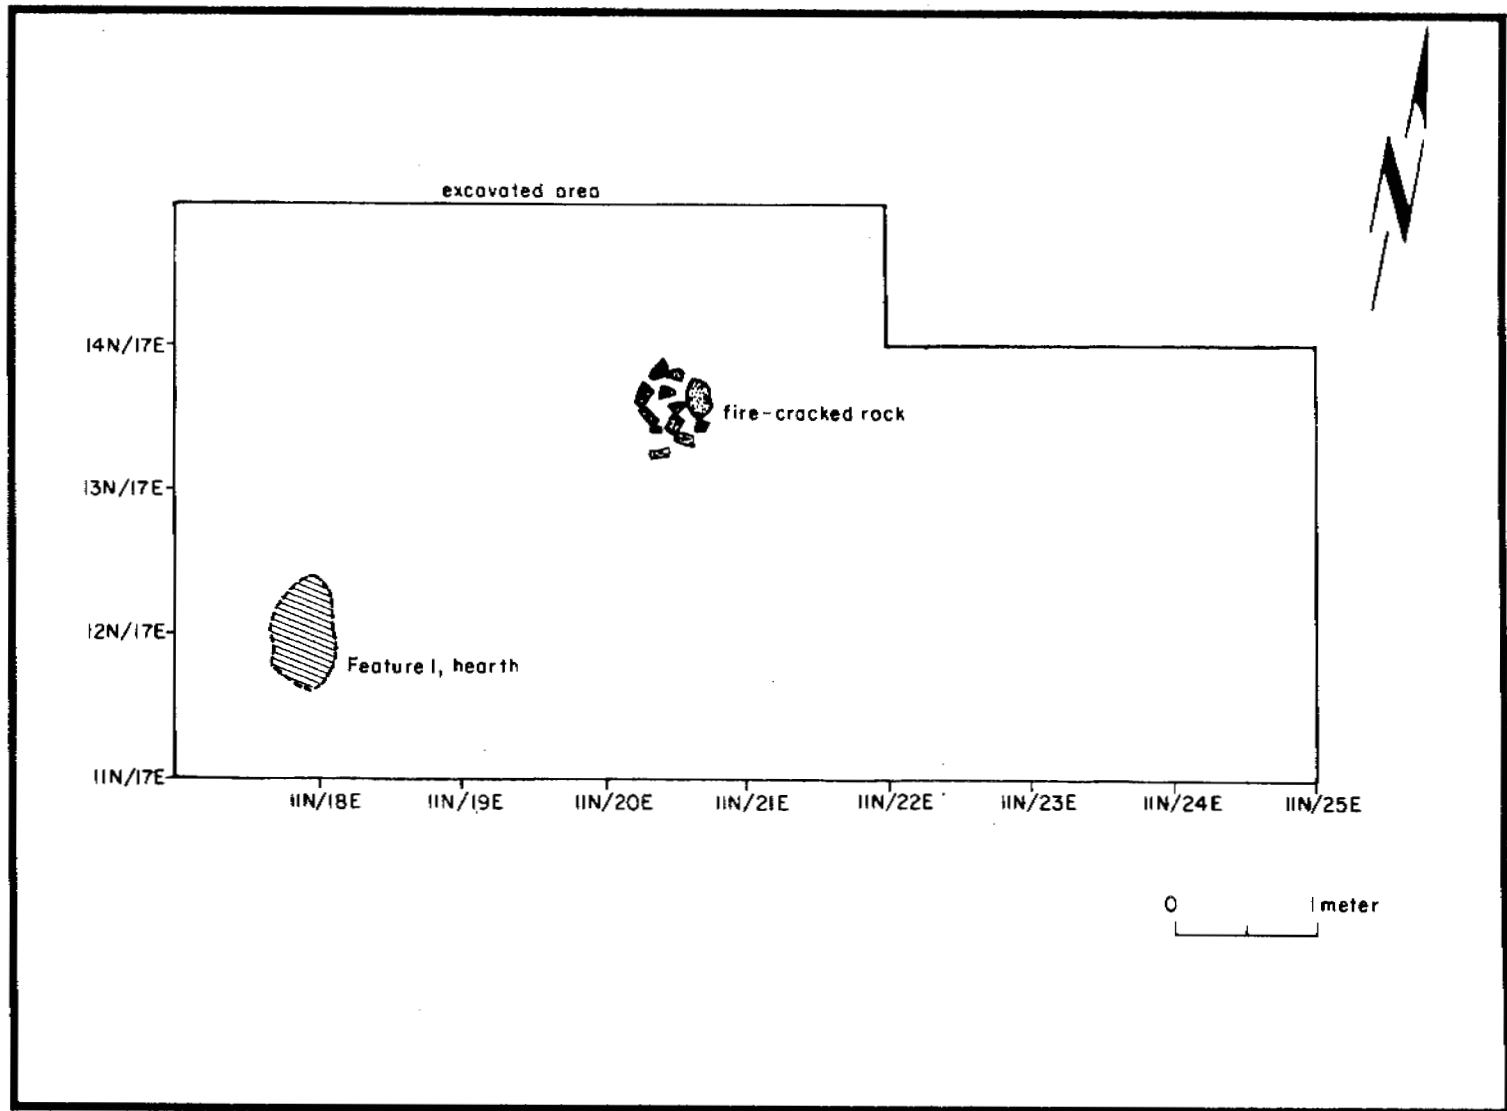 N
excavated area
14N/17E
fire-cracked rock
13N/17E
12N/17E
Feature 1, hearth
11N/17E
11N/18E 11N/19E 11N/20E 11N/21E 11N/22E 11N/23E 11N/24E 11N/25E
0 1 meter